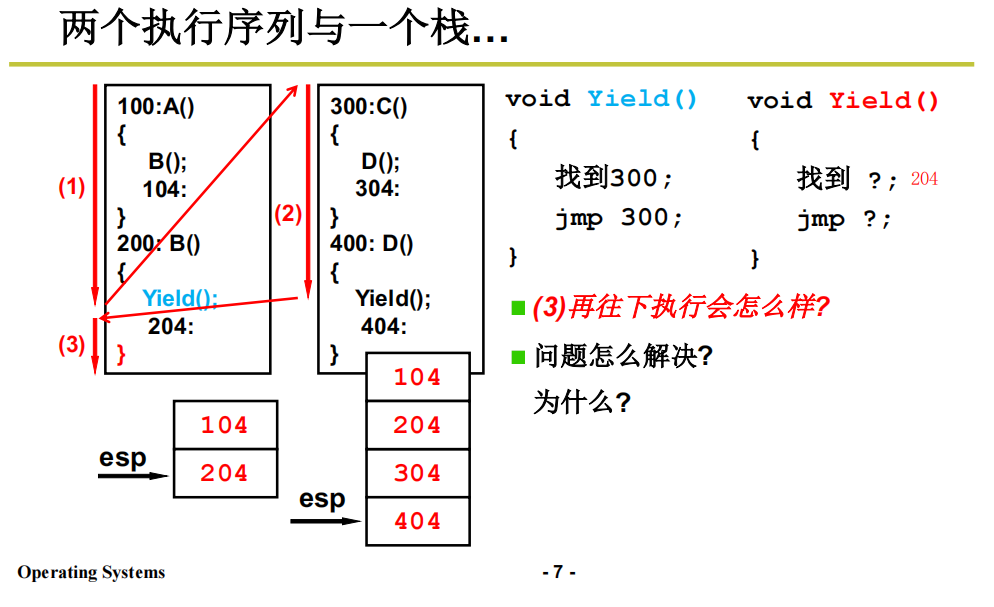 两个执行序列与一个栈...
(1)
100:A()
{
B();
104:
}
200: B()
{
Yield();
204:
}
(3)
(2)
300:C()
{
D();
304:
}
400: D()
{
Yield();
404:
}
esp
104
204
esp
104
204
304
404
void Yield()
{
找到300;
jmp 300;
}
void Yield()
{
找到 ?; 204
jmp ?;
}
(3)再往下执行会怎么样?
问题怎么解决?
为什么?
Operating Systems
- 7 -